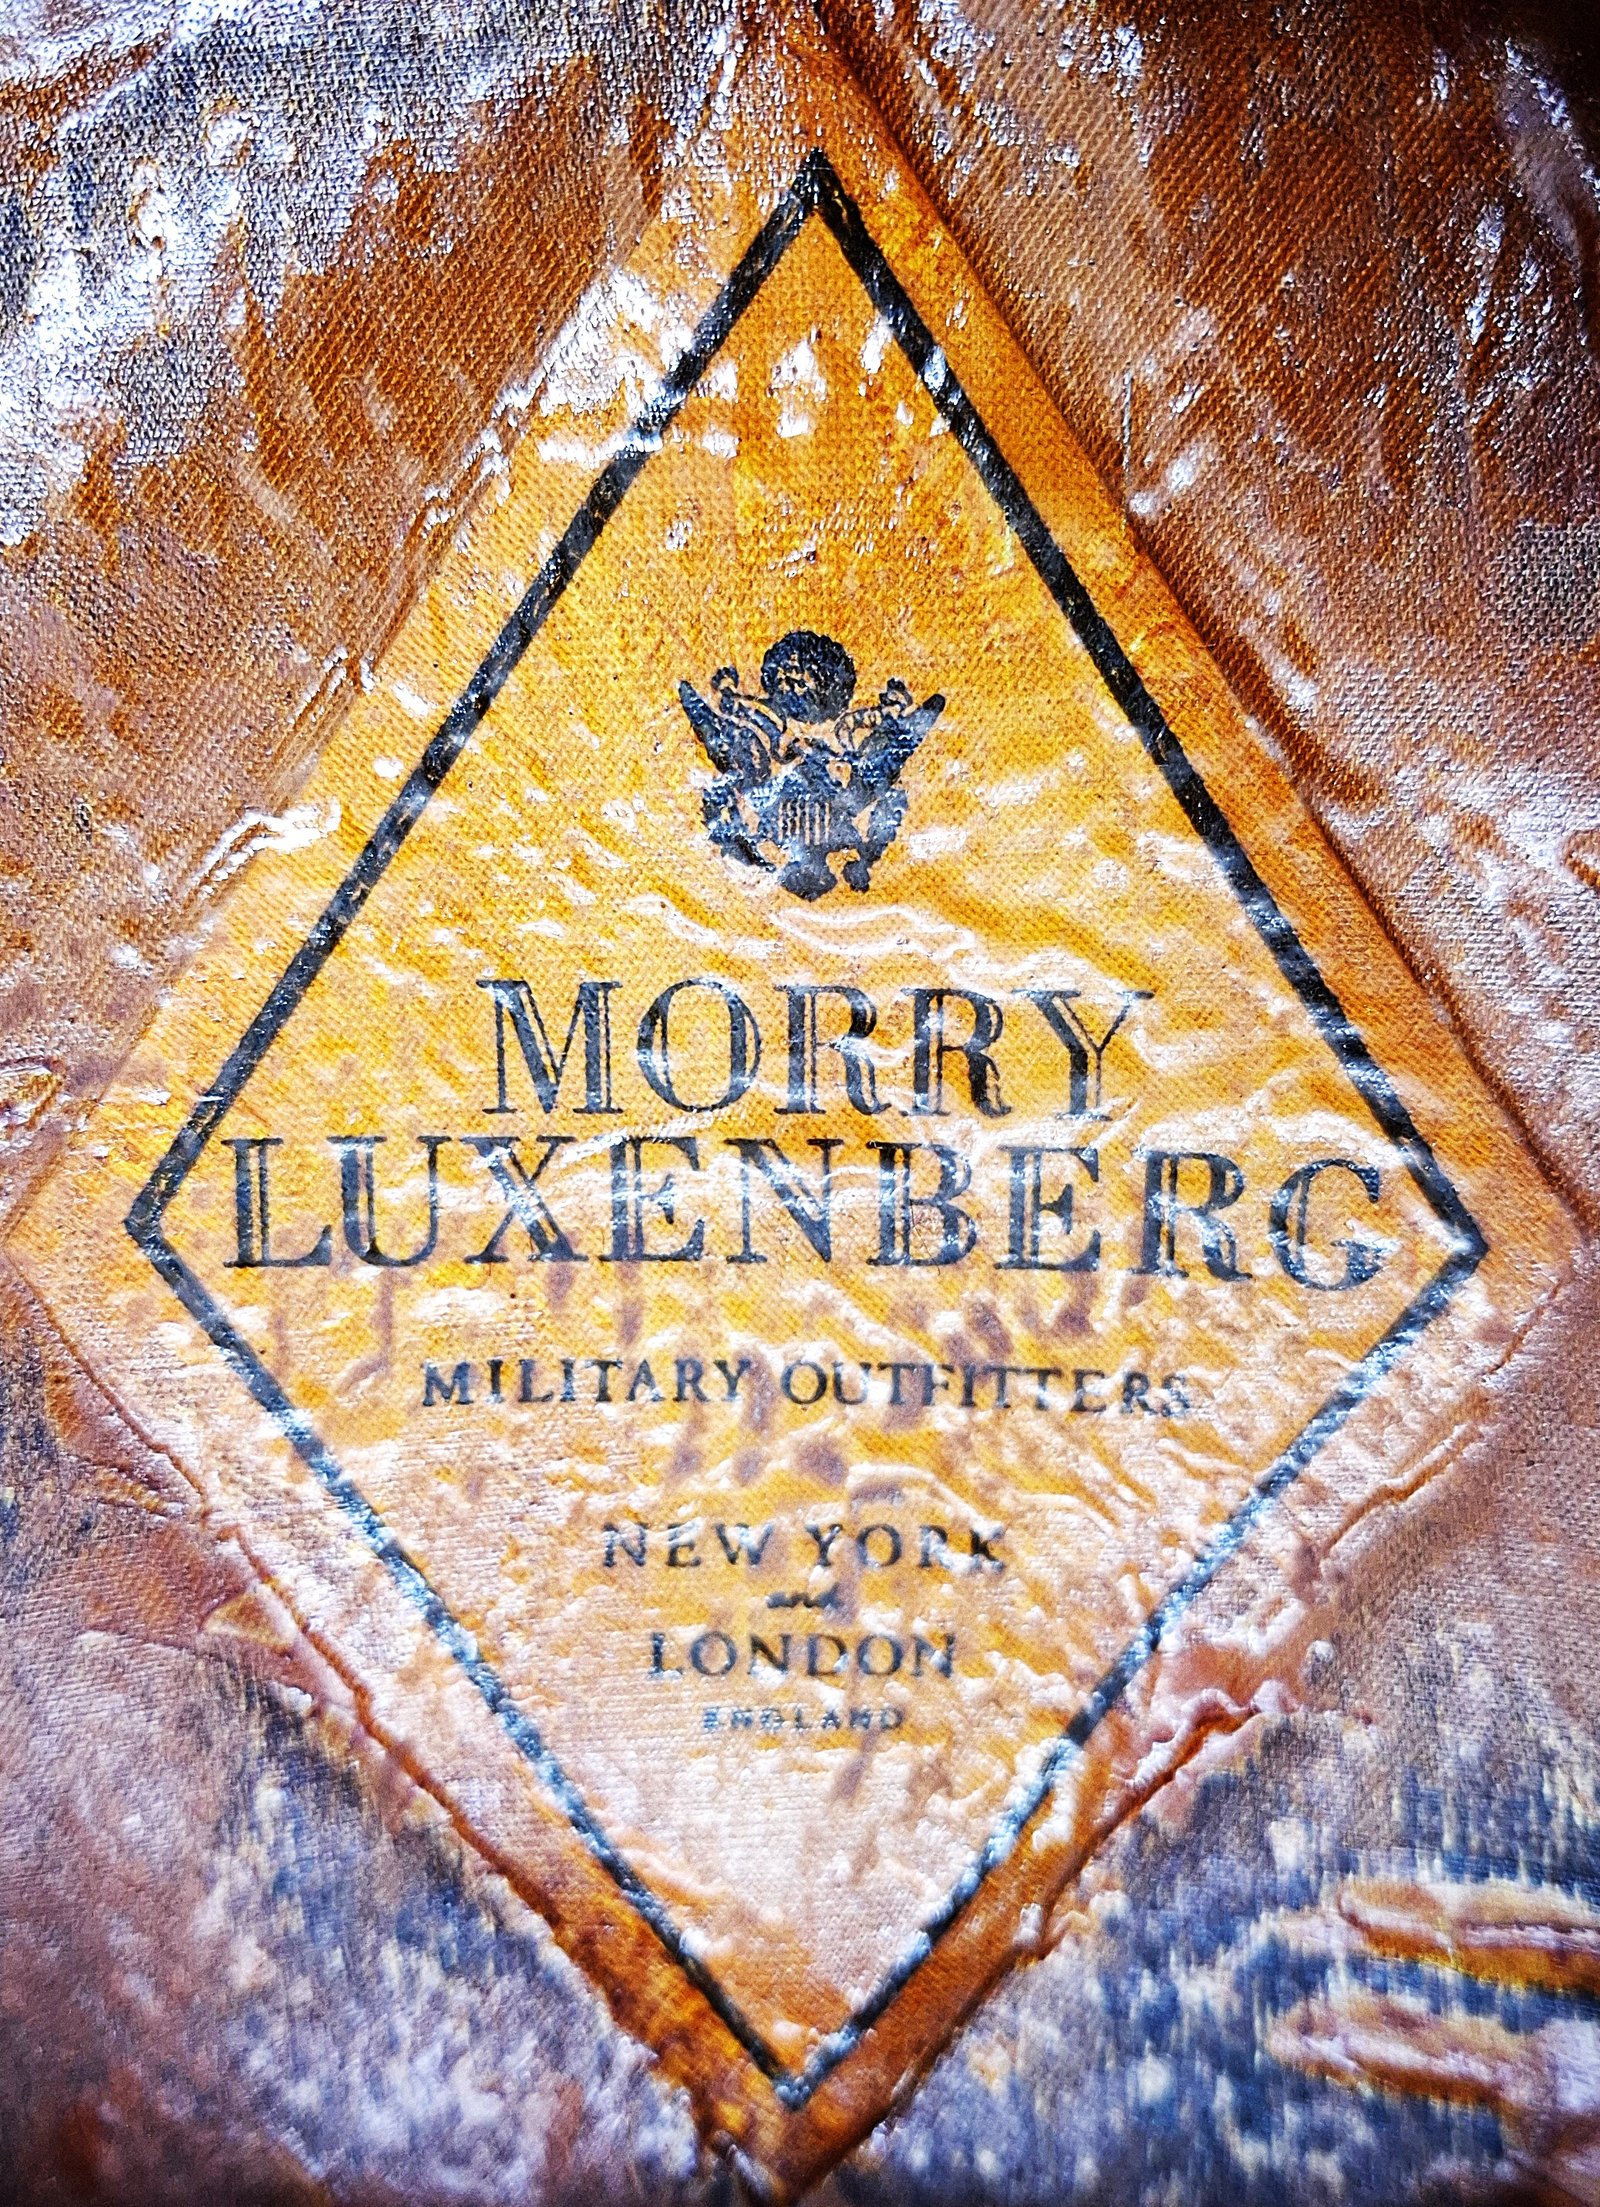 MORRY
LUXENBERG
MILITARY OUTFITTERS
NEW YORK
and
LONDON
ENGLAND